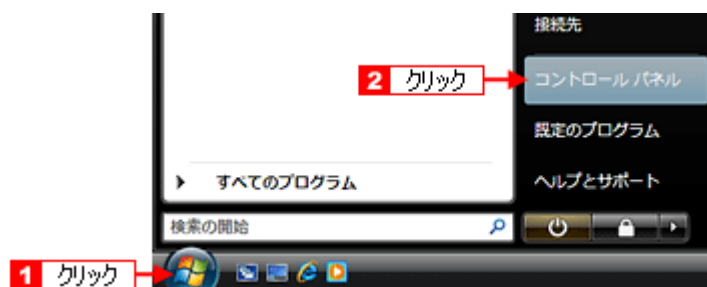 接続先
2 クリック
コントロール パネル
既定のプログラム
すべてのプログラム
ヘルプとサポート
検索の開始
1 クリック